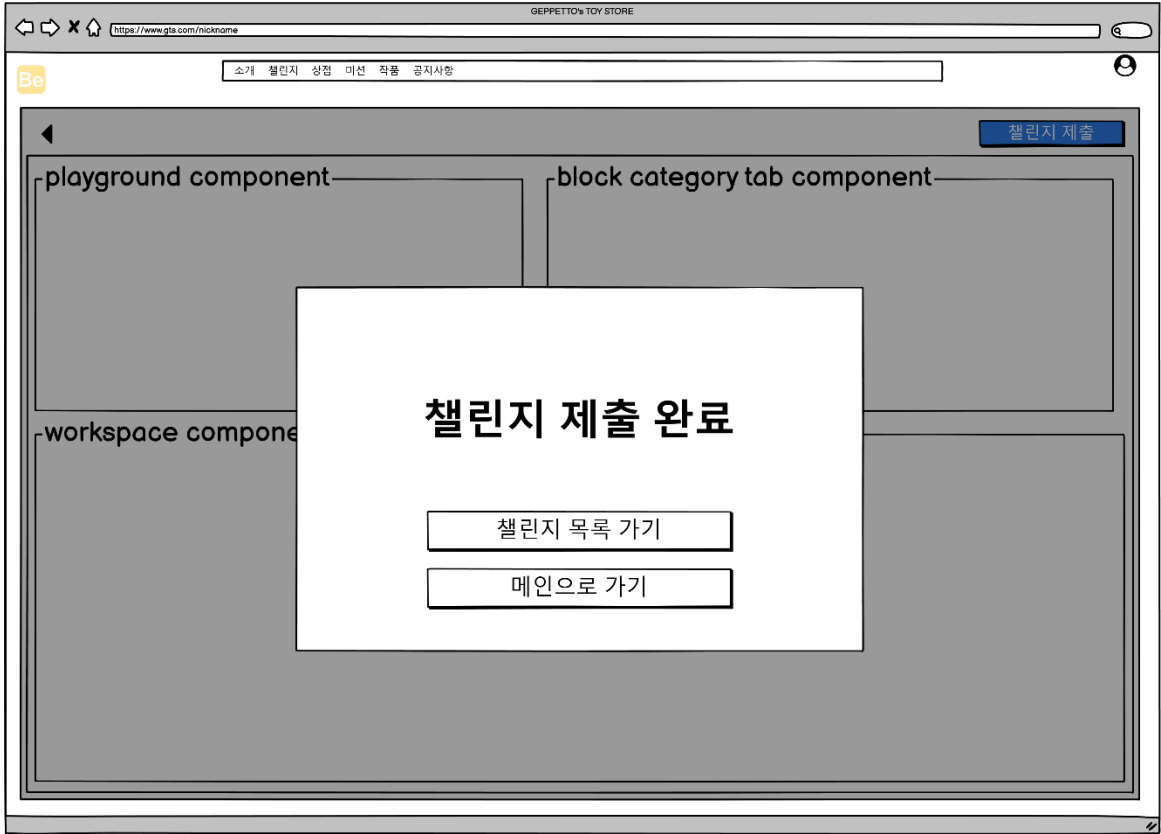 GEPPETTO's TOY STORE
https://www.gts.com/nickname
Be
소개 챌린지 상점 미션 작품 공지사항
챌린지 제출
playground component
block category tab component
workspace compone
챌린지 제출 완료
챌린지 목록 가기
메인으로 가기